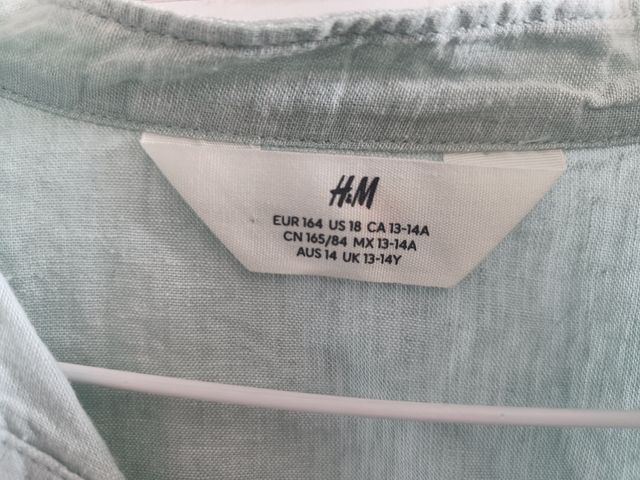 H&M
EUR 164 US 18 CA 13-14A
CN 165/84 MX 13-14A
AUS 14 UK 13-14Y